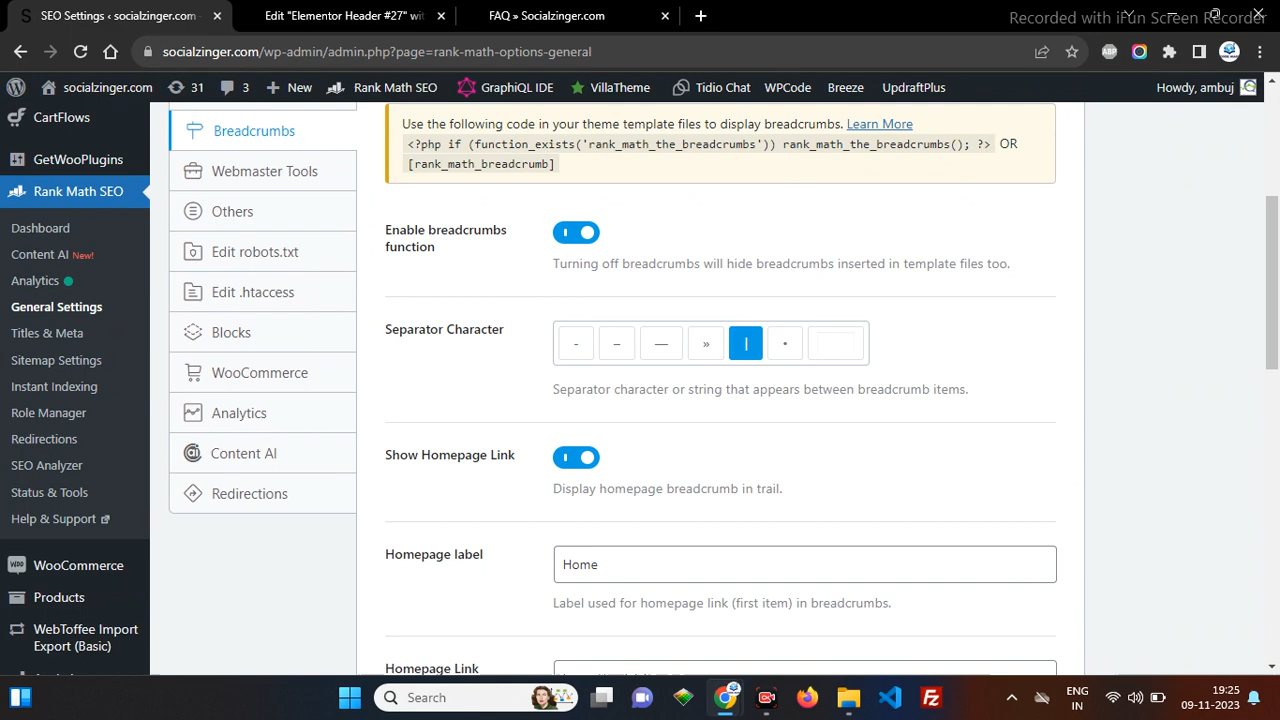 SEO Settings ‹ socialzinger.com -
Edit "Elementor Header #27" wit
FAQ » Socialzinger.com
Recorded with iFun Screen Recorder
socialzinger.com/wp-admin/admin.php?page=rank-math-options-general
ABP
socialzinger.com
31
3
New
Rank Math SEO
GraphiQL IDE
VillaTheme
Tidio Chat
WPCode
Breeze
UpdraftPlus
Howdy, ambuj
CartFlows
GetWooPlugins
Rank Math SEO
Dashboard
Content AI New!
Analytics
General Settings
Titles & Meta
Sitemap Settings
Instant Indexing
Role Manager
Redirections
SEO Analyzer
Status & Tools
Help & Support
WooCommerce
Products
WebToffee Import
Export (Basic)
Breadcrumbs
Webmaster Tools
Others
Edit robots.txt
Edit .htaccess
Blocks
WooCommerce
Analytics
Content AI
Redirections
Use the following code in your theme template files to display breadcrumbs. Learn More
<?php if (function_exists('rank_math_the_breadcrumbs')) rank_math_the_breadcrumbs(); ?> OR
[rank_math_breadcrumb]
Enable breadcrumbs
function
Turning off breadcrumbs will hide breadcrumbs inserted in template files too.
Separator Character
- – — » | •
Separator character or string that appears between breadcrumb items.
Show Homepage Link
Display homepage breadcrumb in trail.
Homepage label
Home
Label used for homepage link (first item) in breadcrumbs.
Homepage Link
Search
ENG
IN
19:25
09-11-2023